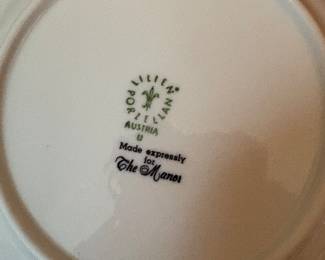 LILIEN
PORZELLAN
AUSTRIA
Made expressly
for
The Manor